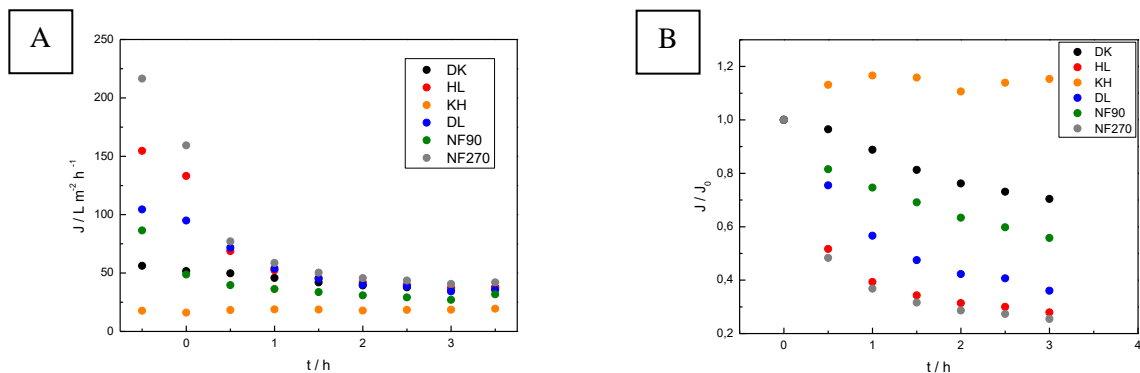 A
250
200
150
100
50
0
J / L m⁻² h⁻¹
0 1 2 3
t / h
DK
HL
KH
DL
NF90
NF270
B
1,2
1,0
0,8
0,6
0,4
0,2
J / J₀
0 1 2 3 4
t / h
DK
HL
KH
DL
NF90
NF270